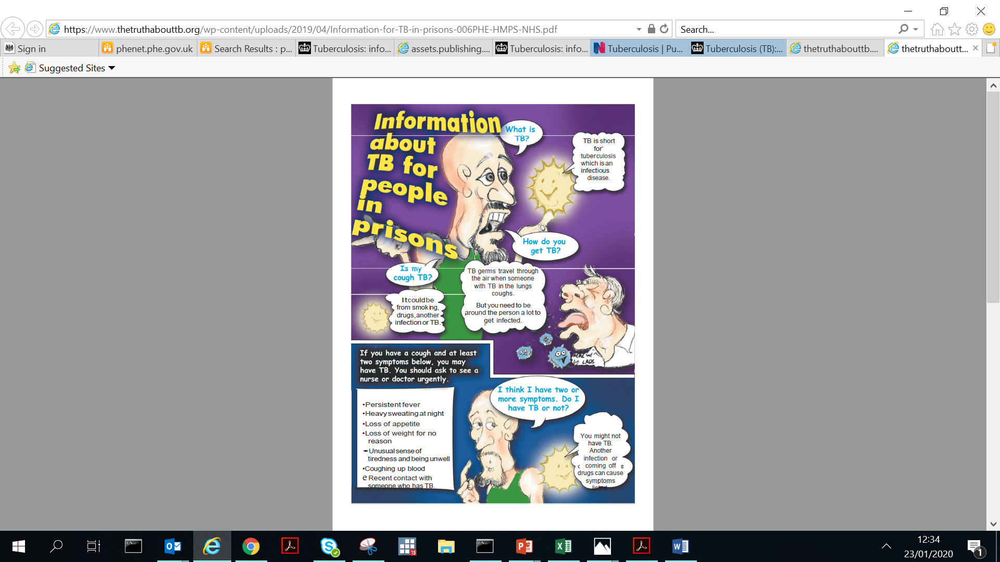 https://www.thetruthabouttb.org/wp-content/uploads/2019/04/Information-for-TB-in-prisons-006PHE-HMPS-NHS.pdf
Search...
Sign in
phenet.phe.gov.uk
Search Results : p...
Tuberculosis: info...
assets.publishing....
Tuberculosis: info...
Tuberculosis | Pu...
Tuberculosis (TB):...
thetruthabouttb....
thetruthaboutt...
Suggested Sites
Information
about
TB for
people
in
prisons
What is
TB?
TB is short
for'
tuberculosis
which is an
infectious
disease.
How do you
get TB?
Is my
cough TB?
TB germs travel through
the air when someone
with TB in the lungs
coughs.
But you need to be
around the person a lot to
get infected.
It could be
from smoking,
drugs, another
infection or TB.
HERE WE
GO LADS
If you have a cough and at least
two symptoms below, you may
have TB. You should ask to see a
nurse or doctor urgently.
•Persistent fever
•Heavy sweating at night
•Loss of appetite
•Loss of weight for no
reason
•Unusual sense of
tiredness and being unwell
•Coughing up blood
e Recent contact with
someone who has TB.
I think I have two or
more symptoms. Do I
have TB or not?
You might not
have TB.
Another
infection or
coming off
drugs can cause
symptoms
listed.
C:\_
15
C:\_
12:34
23/01/2020
1